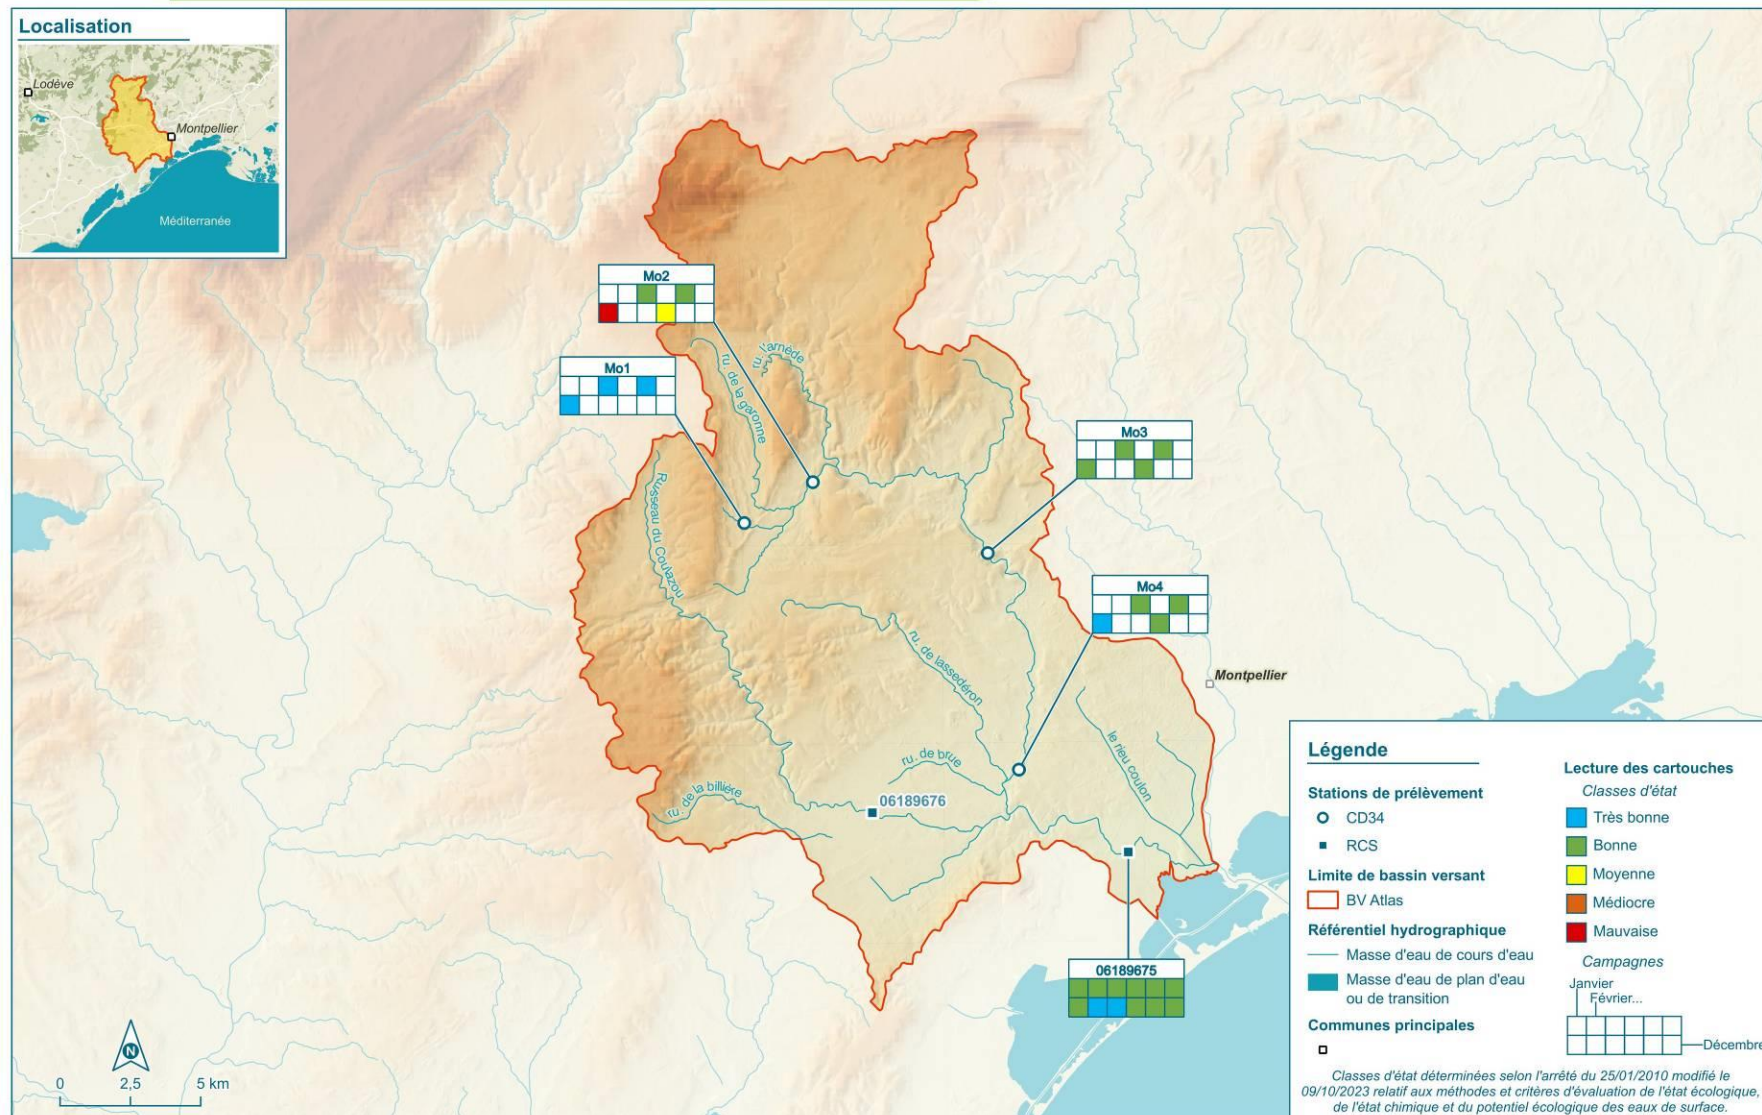 Localisation
Lodève
Montpellier
Méditerranée
Mo2
Mo1
ru. de la garonne
ru. l'arnède
Ruisseau du Coulazou
Mo3
Mo4
ru. de lassedéron
Montpellier
ru. de brue
le rieu coulon
ru. de la billière
06189676
06189675
N
0 2,5 5 km
Légende
Stations de prélèvement
CD34
RCS
Limite de bassin versant
BV Atlas
Référentiel hydrographique
Masse d'eau de cours d'eau
Masse d'eau de plan d'eau
ou de transition
Communes principales
Lecture des cartouches
Classes d'état
Très bonne
Bonne
Moyenne
Médiocre
Mauvaise
Campagnes
Janvier
Février...
Décembre
Classes d'état déterminées selon l'arrêté du 25/01/2010 modifié le
09/10/2023 relatif aux méthodes et critères d'évaluation de l'état écologique,
de l'état chimique et du potentiel écologique des eaux de surface.